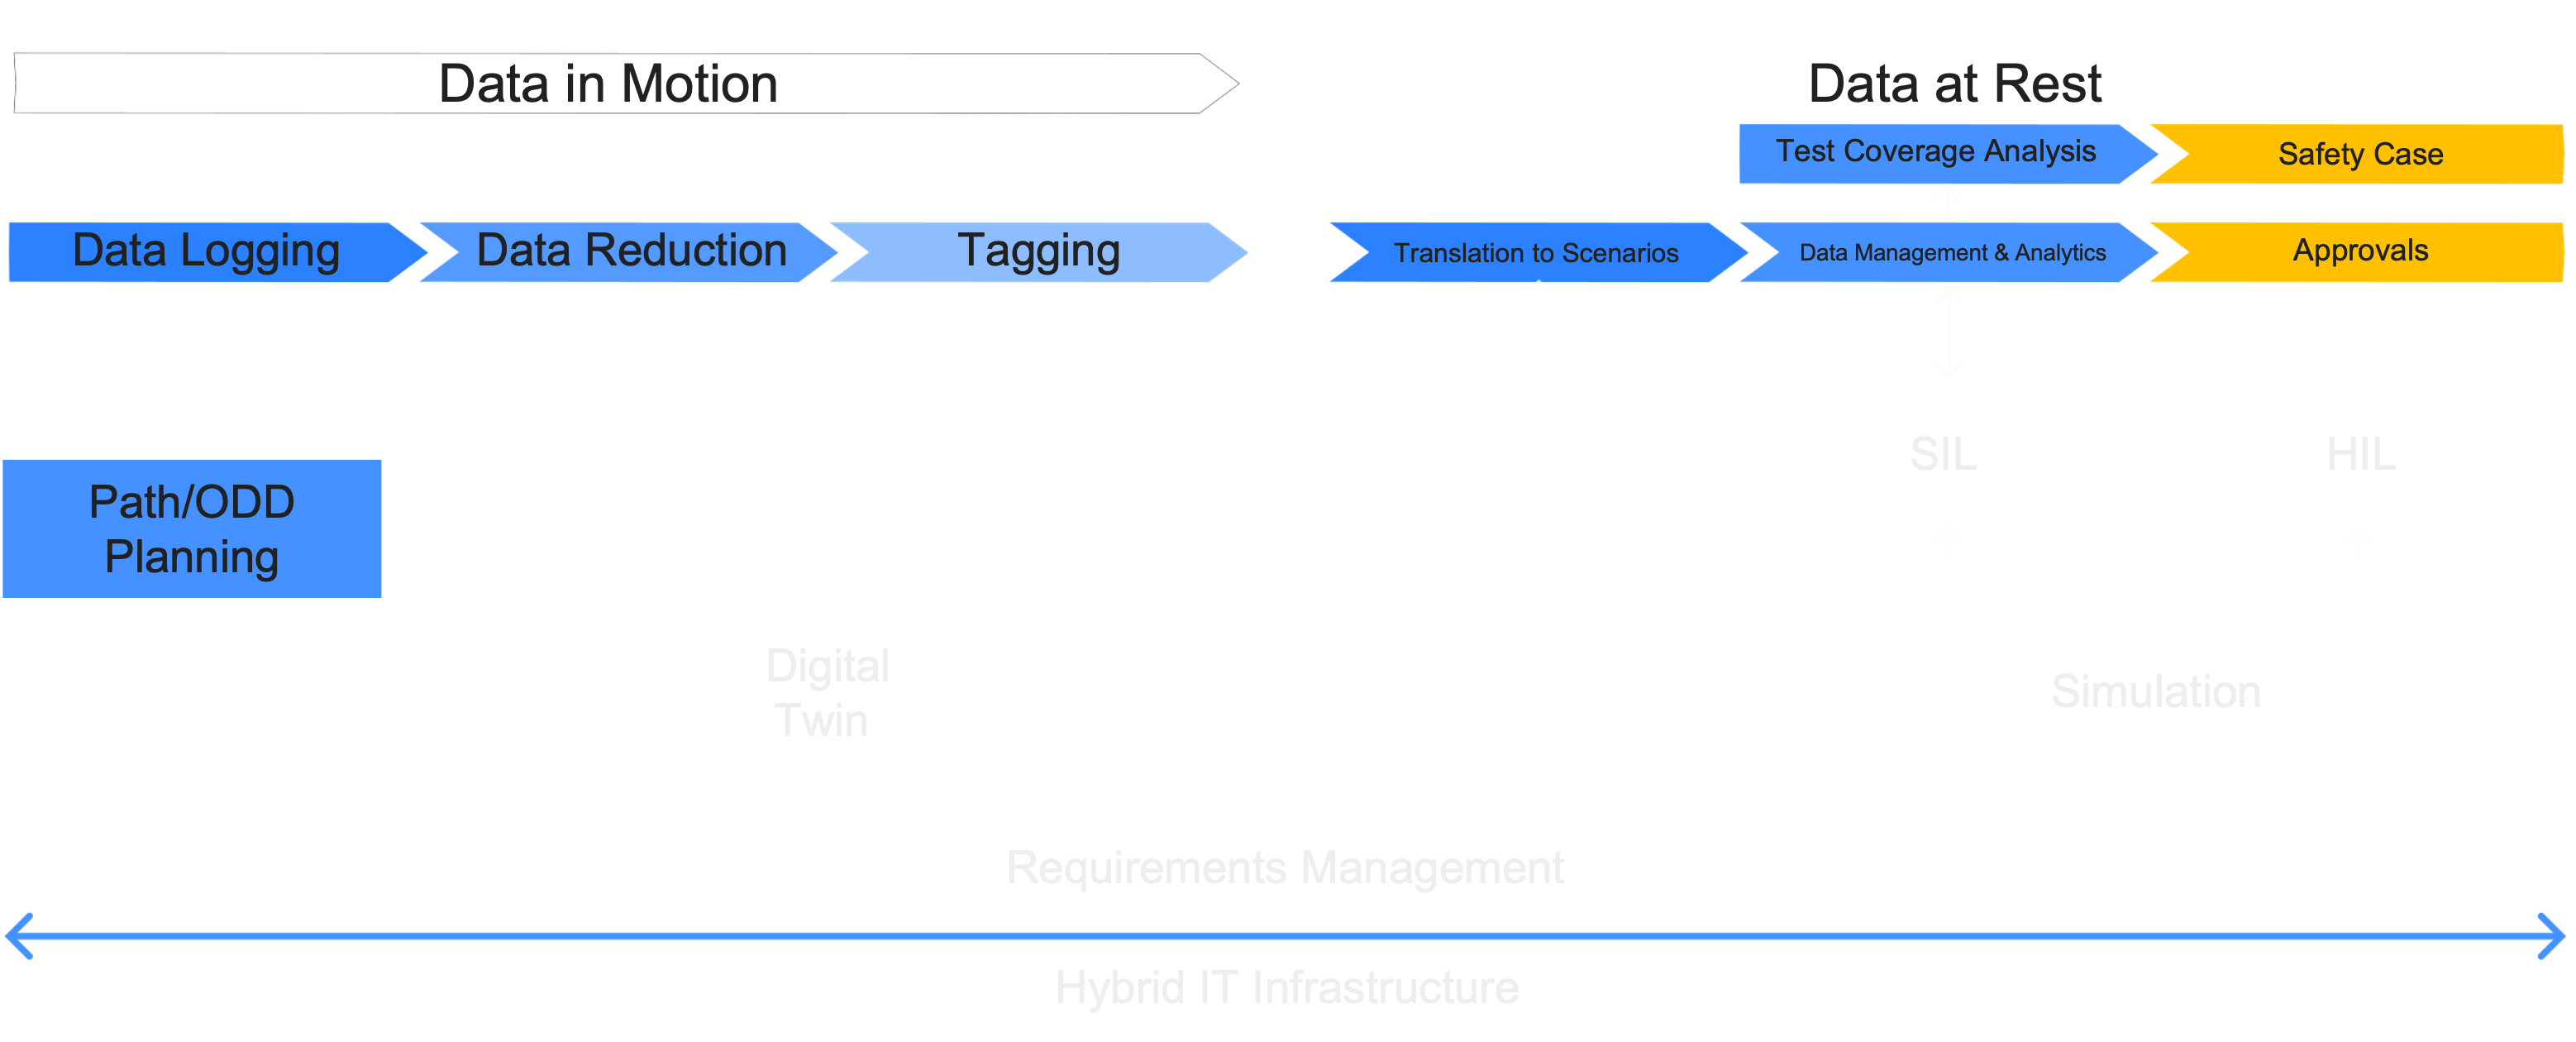 Data in Motion
Data at Rest
Test Coverage Analysis
Safety Case
Data Logging
Data Reduction
Tagging
Translation to Scenarios
Data Management & Analytics
Approvals
SIL
HIL
Path/ODD
Planning
Digital
Twin
Simulation
Requirements Management
Hybrid IT Infrastructure